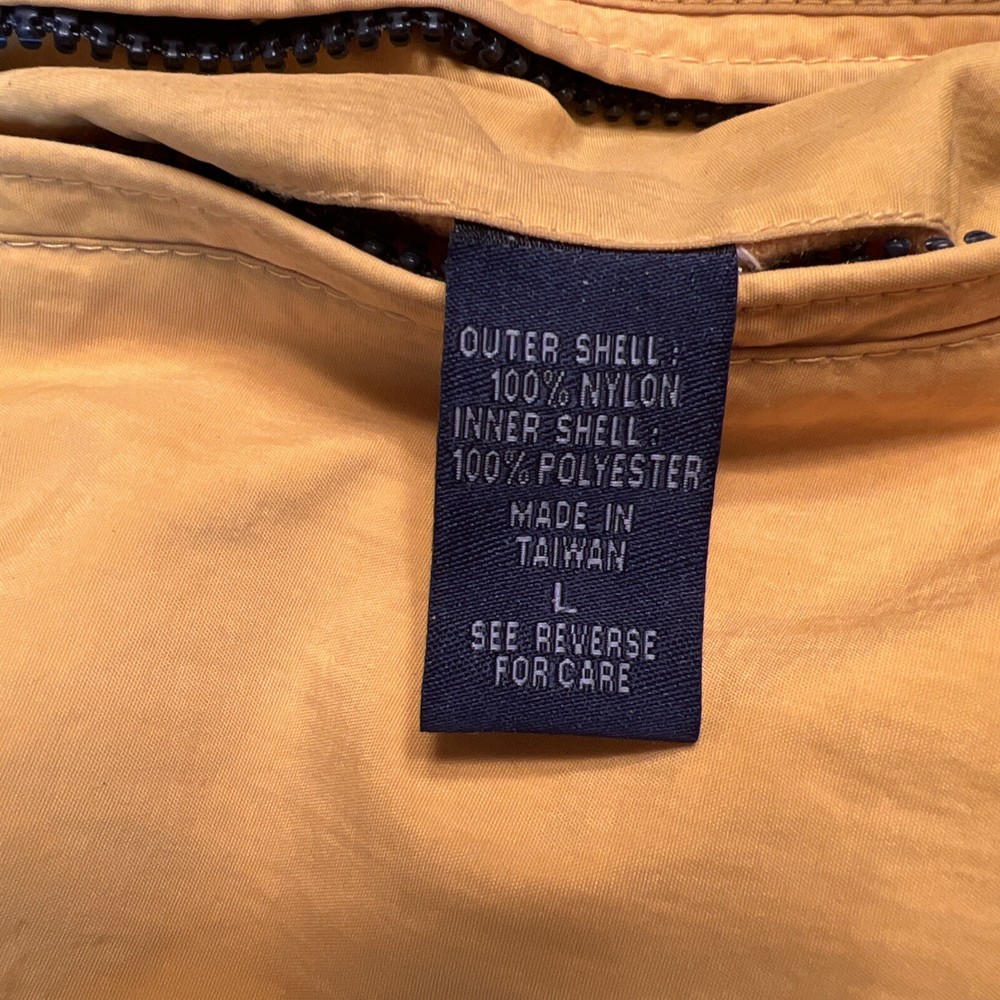 OUTER SHELL:
100% NYLON
INNER SHELL:
100% POLYESTER
MADE IN
TAIWAN
L
SEE REVERSE
FOR CARE